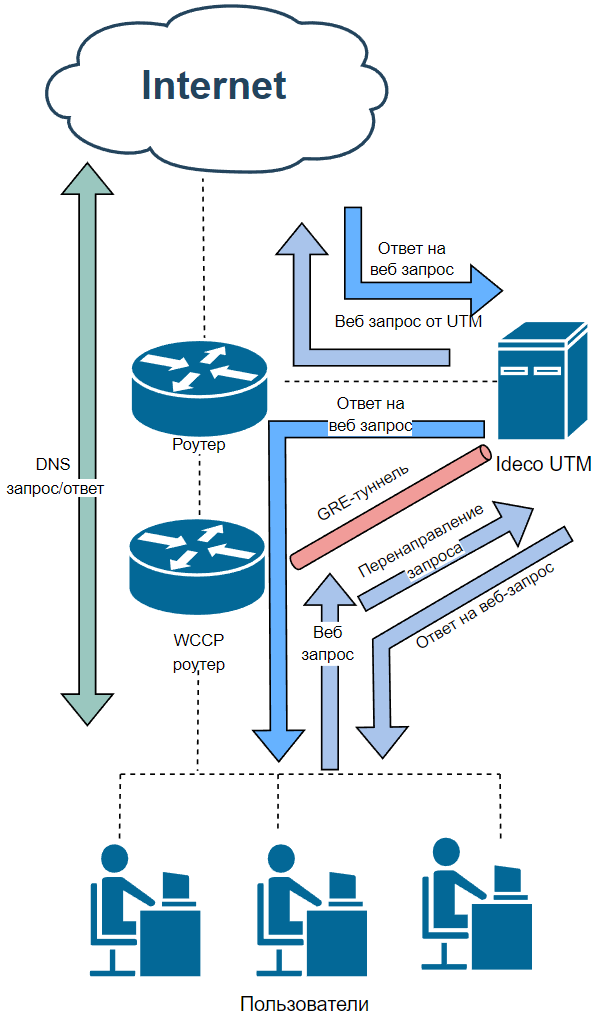 Internet
Ответ на
веб запрос
Веб запрос от UTM
Роутер
Ответ на
веб запрос
Ideco UTM
DNS
запрос/ответ
GRE-туннель
Перенаправление
запроса
Ответ на веб-запрос
WCCP
роутер
Веб
запрос
Пользователи